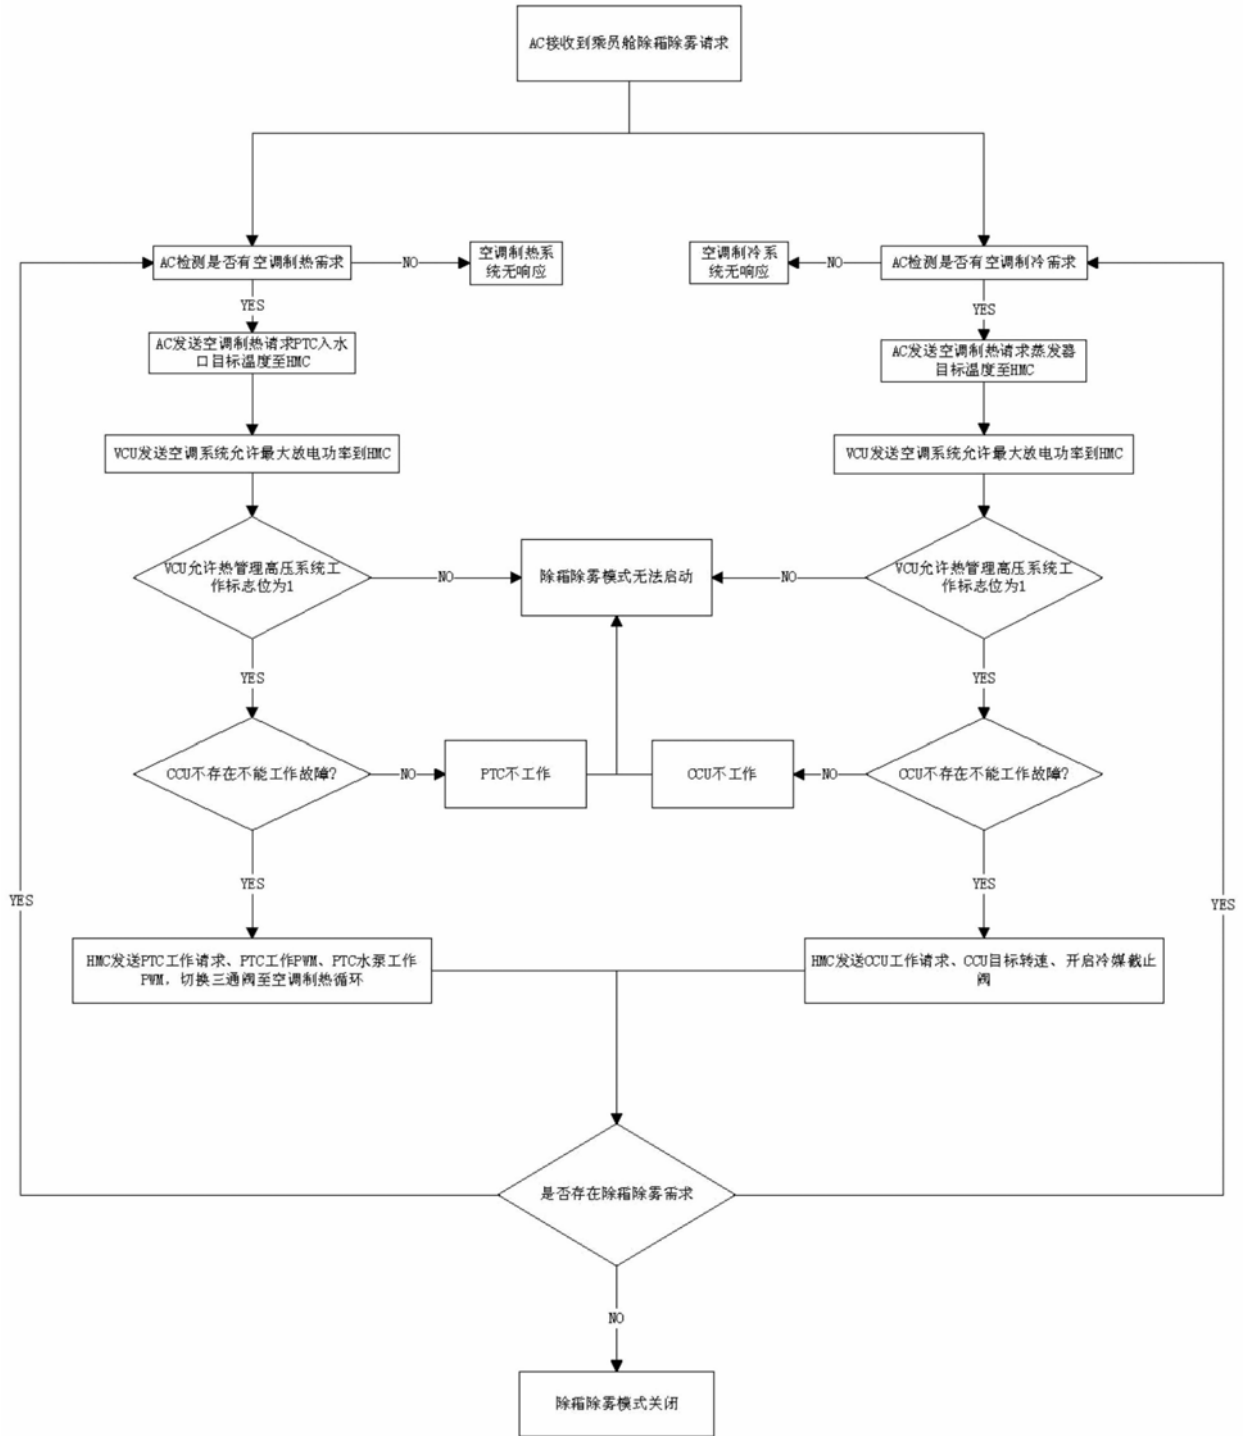 AC接收到乘员舱除霜除雾请求
AC检测是否有空调制热需求
NO
空调制热系
统无响应
空调制冷系
统无响应
NO
AC检测是否有空调制冷需求
YES
YES
AC发送空调制热请求PTC入水
口目标温度至HMC
AC发送空调制热请求蒸发器
目标温度至HMC
VCU发送空调系统允许最大放电功率到HMC
VCU发送空调系统允许最大放电功率到HMC
VCU允许热管理高压系统工
作标志位为1
NO
除霜除雾模式无法启动
NO
VCU允许热管理高压系统工
作标志位为1
YES
YES
CCU不存在不能工作故障?
NO
PTC不工作
CCU不工作
NO
CCU不存在不能工作故障?
YES
YES
YES
YES
HMC发送PTC工作请求、PTC工作PWM、PTC水泵工作
PWM，切换三通阀至空调制热循环
HMC发送CCU工作请求、CCU目标转速、开启冷媒截止
阀
是否存在除霜除雾需求
NO
除霜除雾模式关闭